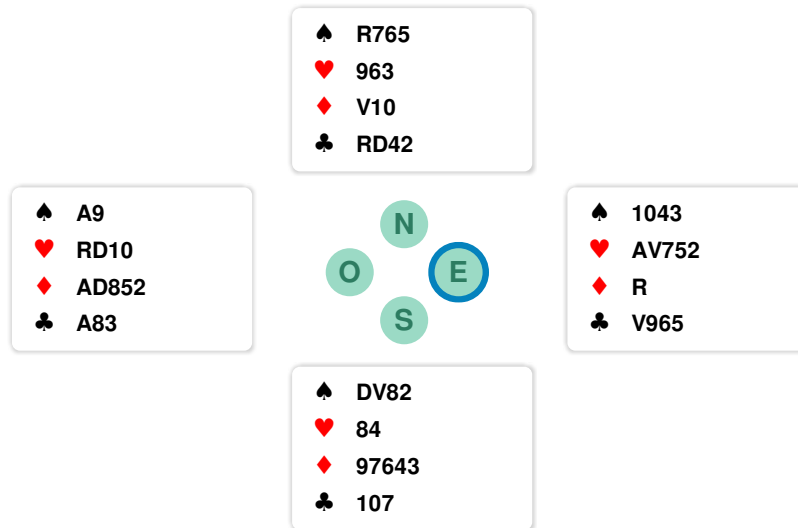 ♠ R765
♥ 963
♦ V10
♣ RD42
♠ A9
♥ RD10
♦ AD852
♣ A83
N
O
E
S
♠ 1043
♥ AV752
♦ R
♣ V965
♠ DV82
♥ 84
♦ 97643
♣ 107